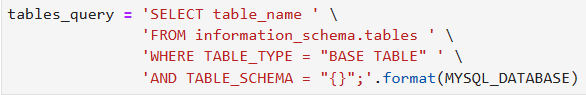 tables_query = 'SELECT table_name ' \
'FROM information_schema.tables ' \
'WHERE TABLE_TYPE = "BASE TABLE" ' \
'AND TABLE_SCHEMA = "{}";'.format(MYSQL_DATABASE)